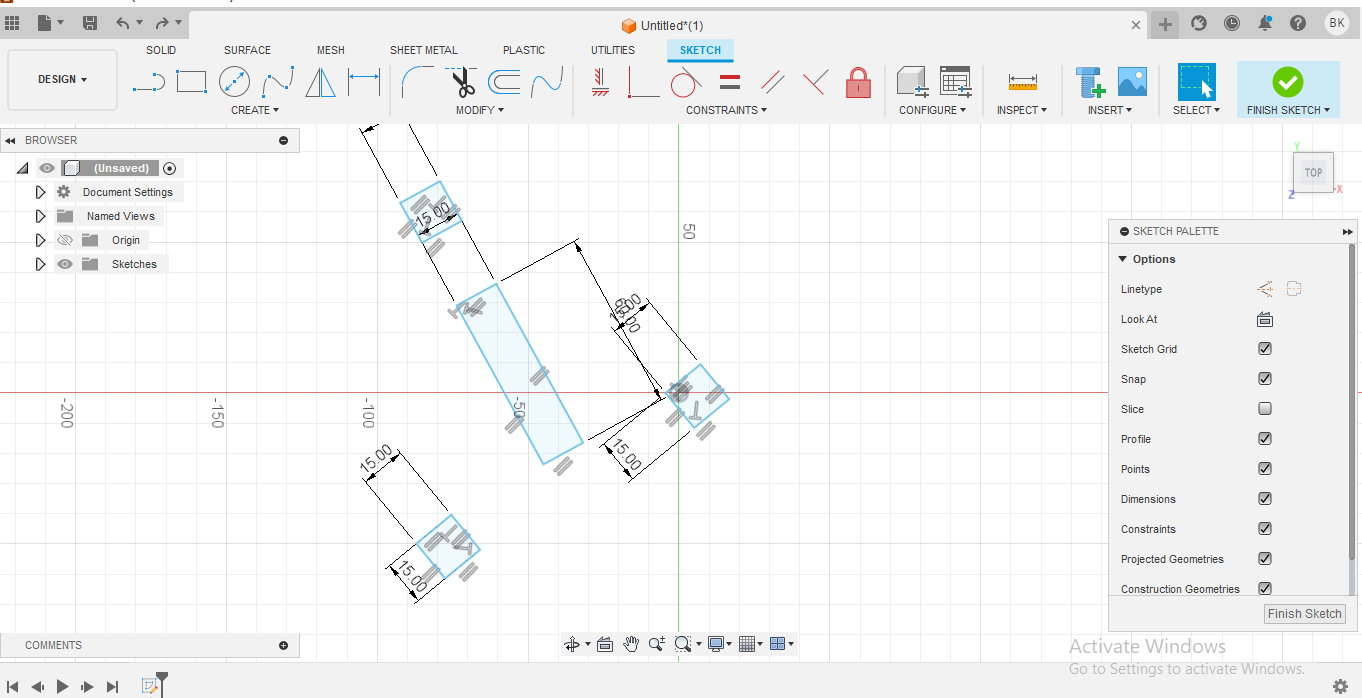 Untitled*(1)
BK
DESIGN
SOLID
SURFACE
MESH
SHEET METAL
PLASTIC
UTILITIES
SKETCH
CREATE
MODIFY
CONSTRAINTS
CONFIGURE
INSPECT
INSERT
SELECT
FINISH SKETCH
BROWSER
(Unsaved)
Document Settings
Named Views
Origin
Sketches
TOP
Y
X
Z
15.00
50
15.00
60.00
-200
-150
-100
-50
15.00
15.00
15.00
SKETCH PALETTE
Options
Linetype
Look At
Sketch Grid
Snap
Slice
Profile
Points
Dimensions
Constraints
Projected Geometries
Construction Geometries
Finish Sketch
COMMENTS
Activate Windows
Go to Settings to activate Windows.